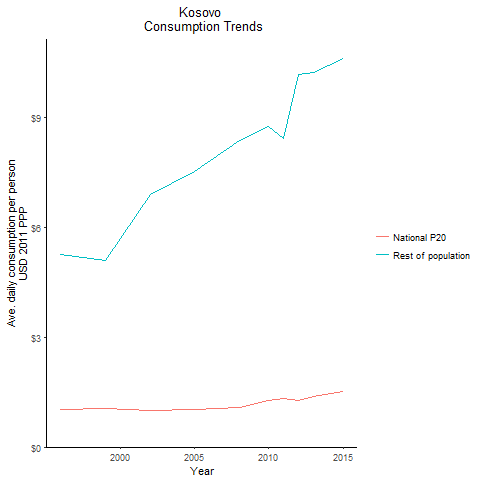 Kosovo
Consumption Trends
Ave. daily consumption per person
USD 2011 PPP
$9
$6
$3
$0
2000
2005
2010
2015
Year
National P20
Rest of population